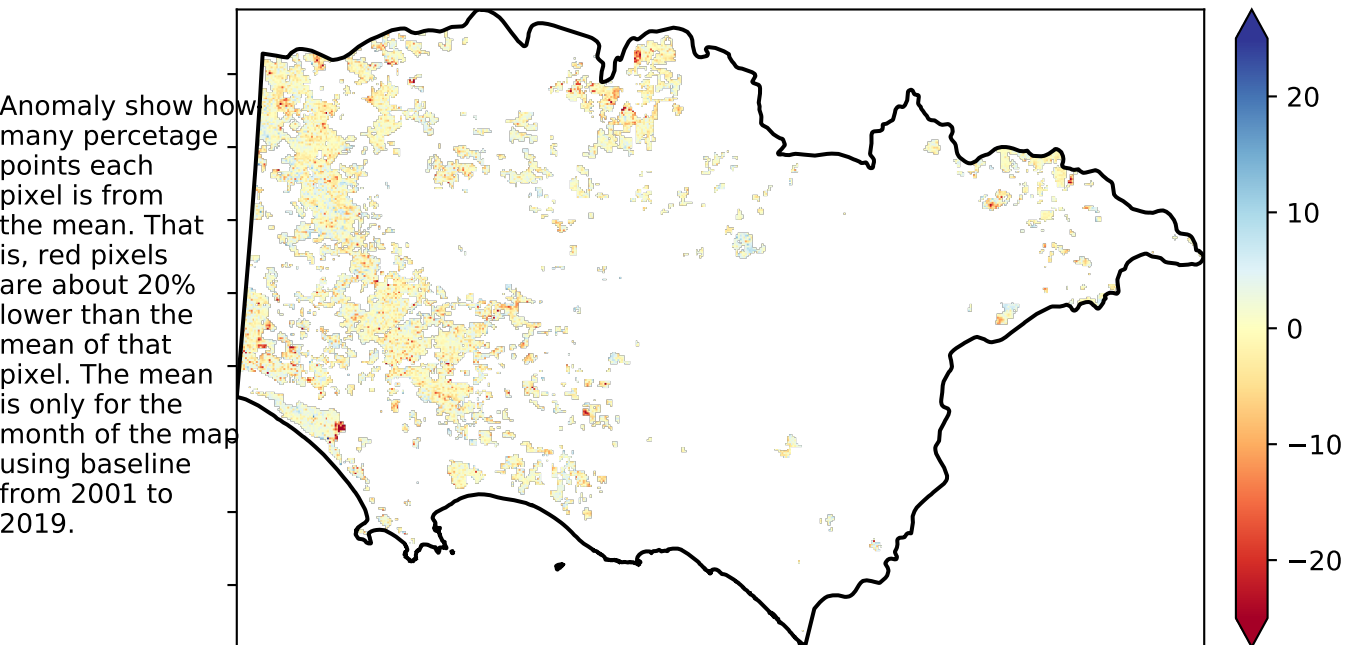 Anomaly show how
many percetage
points each
pixel is from
the mean. That
is, red pixels
are about 20%
lower than the
mean of that
pixel. The mean
is only for the
month of the map
using baseline
from 2001 to
2019.
20
10
0
−10
−20